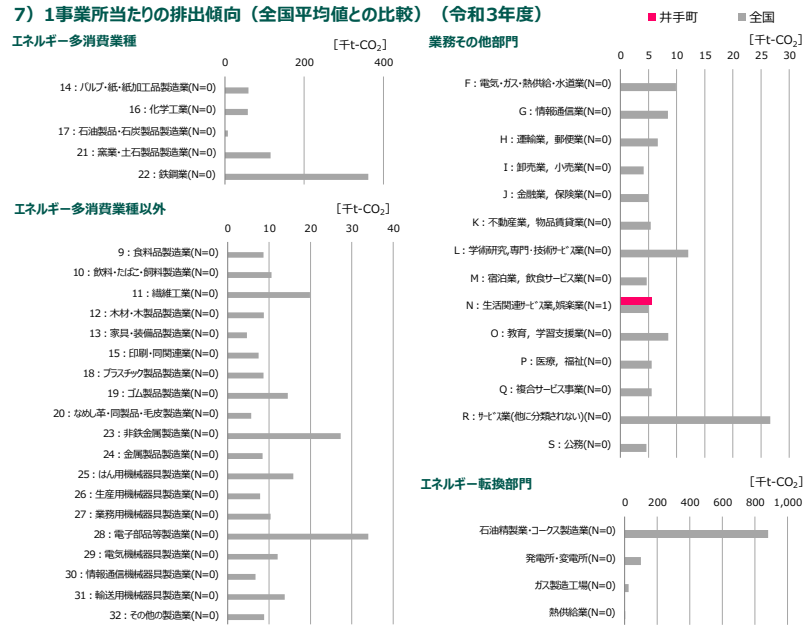 7）1事業所当たりの排出傾向（全国平均値との比較）（令和3年度）
井手町 全国
エネルギー多消費業種 [千t-CO2]
0 200 400
14：パルプ・紙・紙加工品製造業(N=0)
16：化学工業(N=0)
17：石油製品・石炭製品製造業(N=0)
21：窯業・土石製品製造業(N=0)
22：鉄鋼業(N=0)
エネルギー多消費業種以外 [千t-CO2]
0 10 20 30 40
9：食料品製造業(N=0)
10：飲料・たばこ・飼料製造業(N=0)
11：繊維工業(N=0)
12：木材・木製品製造業(N=0)
13：家具・装備品製造業(N=0)
15：印刷・同関連業(N=0)
18：プラスチック製品製造業(N=0)
19：ゴム製品製造業(N=0)
20：なめし革・同製品・毛皮製造業(N=0)
23：非鉄金属製造業(N=0)
24：金属製品製造業(N=0)
25：はん用機械器具製造業(N=0)
26：生産用機械器具製造業(N=0)
27：業務用機械器具製造業(N=0)
28：電子部品等製造業(N=0)
29：電気機械器具製造業(N=0)
30：情報通信機械器具製造業(N=0)
31：輸送用機械器具製造業(N=0)
32：その他の製造業(N=0)
業務その他部門 [千t-CO2]
0 5 10 15 20 25 30
F：電気・ガス・熱供給・水道業(N=0)
G：情報通信業(N=0)
H：運輸業，郵便業(N=0)
I：卸売業，小売業(N=0)
J：金融業，保険業(N=0)
K：不動産業，物品賃貸業(N=0)
L：学術研究,専門・技術ｻｰﾋﾞｽ業(N=0)
M：宿泊業，飲食サービス業(N=0)
N：生活関連ｻｰﾋﾞｽ業,娯楽業(N=1)
O：教育，学習支援業(N=0)
P：医療，福祉(N=0)
Q：複合サービス事業(N=0)
R：ｻｰﾋﾞｽ業(他に分類されない)(N=0)
S：公務(N=0)
エネルギー転換部門 [千t-CO2]
0 200 400 600 800 1,000
石油精製業・コークス製造業(N=0)
発電所・変電所(N=0)
ガス製造工場(N=0)
熱供給業(N=0)